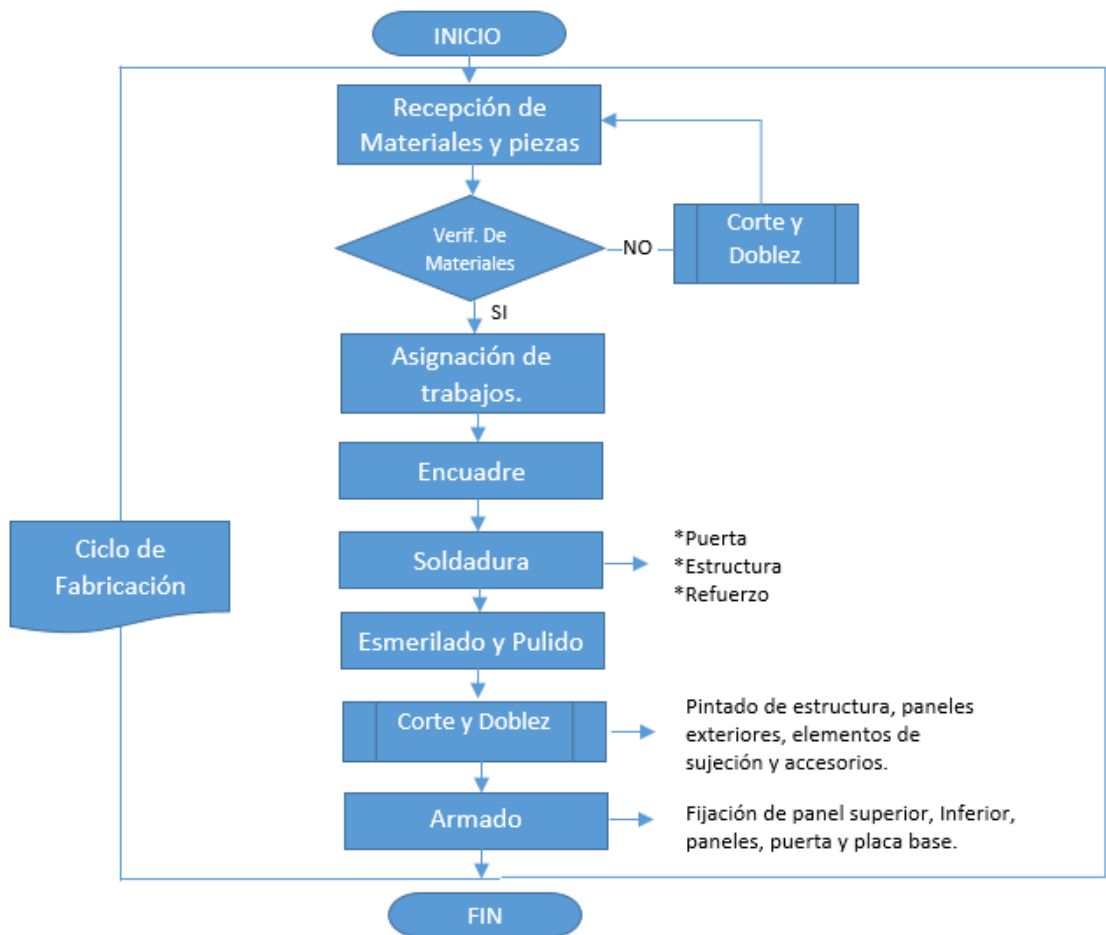 INICIO
Recepción de
Materiales y piezas
Verif. De
Materiales
NO
Corte y
Doblez
SI
Asignación de
trabajos.
Encuadre
Ciclo de
Fabricación
Soldadura
*Puerta
*Estructura
*Refuerzo
Esmerilado y Pulido
Corte y Doblez
Pintado de estructura, paneles
exteriores, elementos de
sujeción y accesorios.
Armado
Fijación de panel superior, Inferior,
paneles, puerta y placa base.
FIN